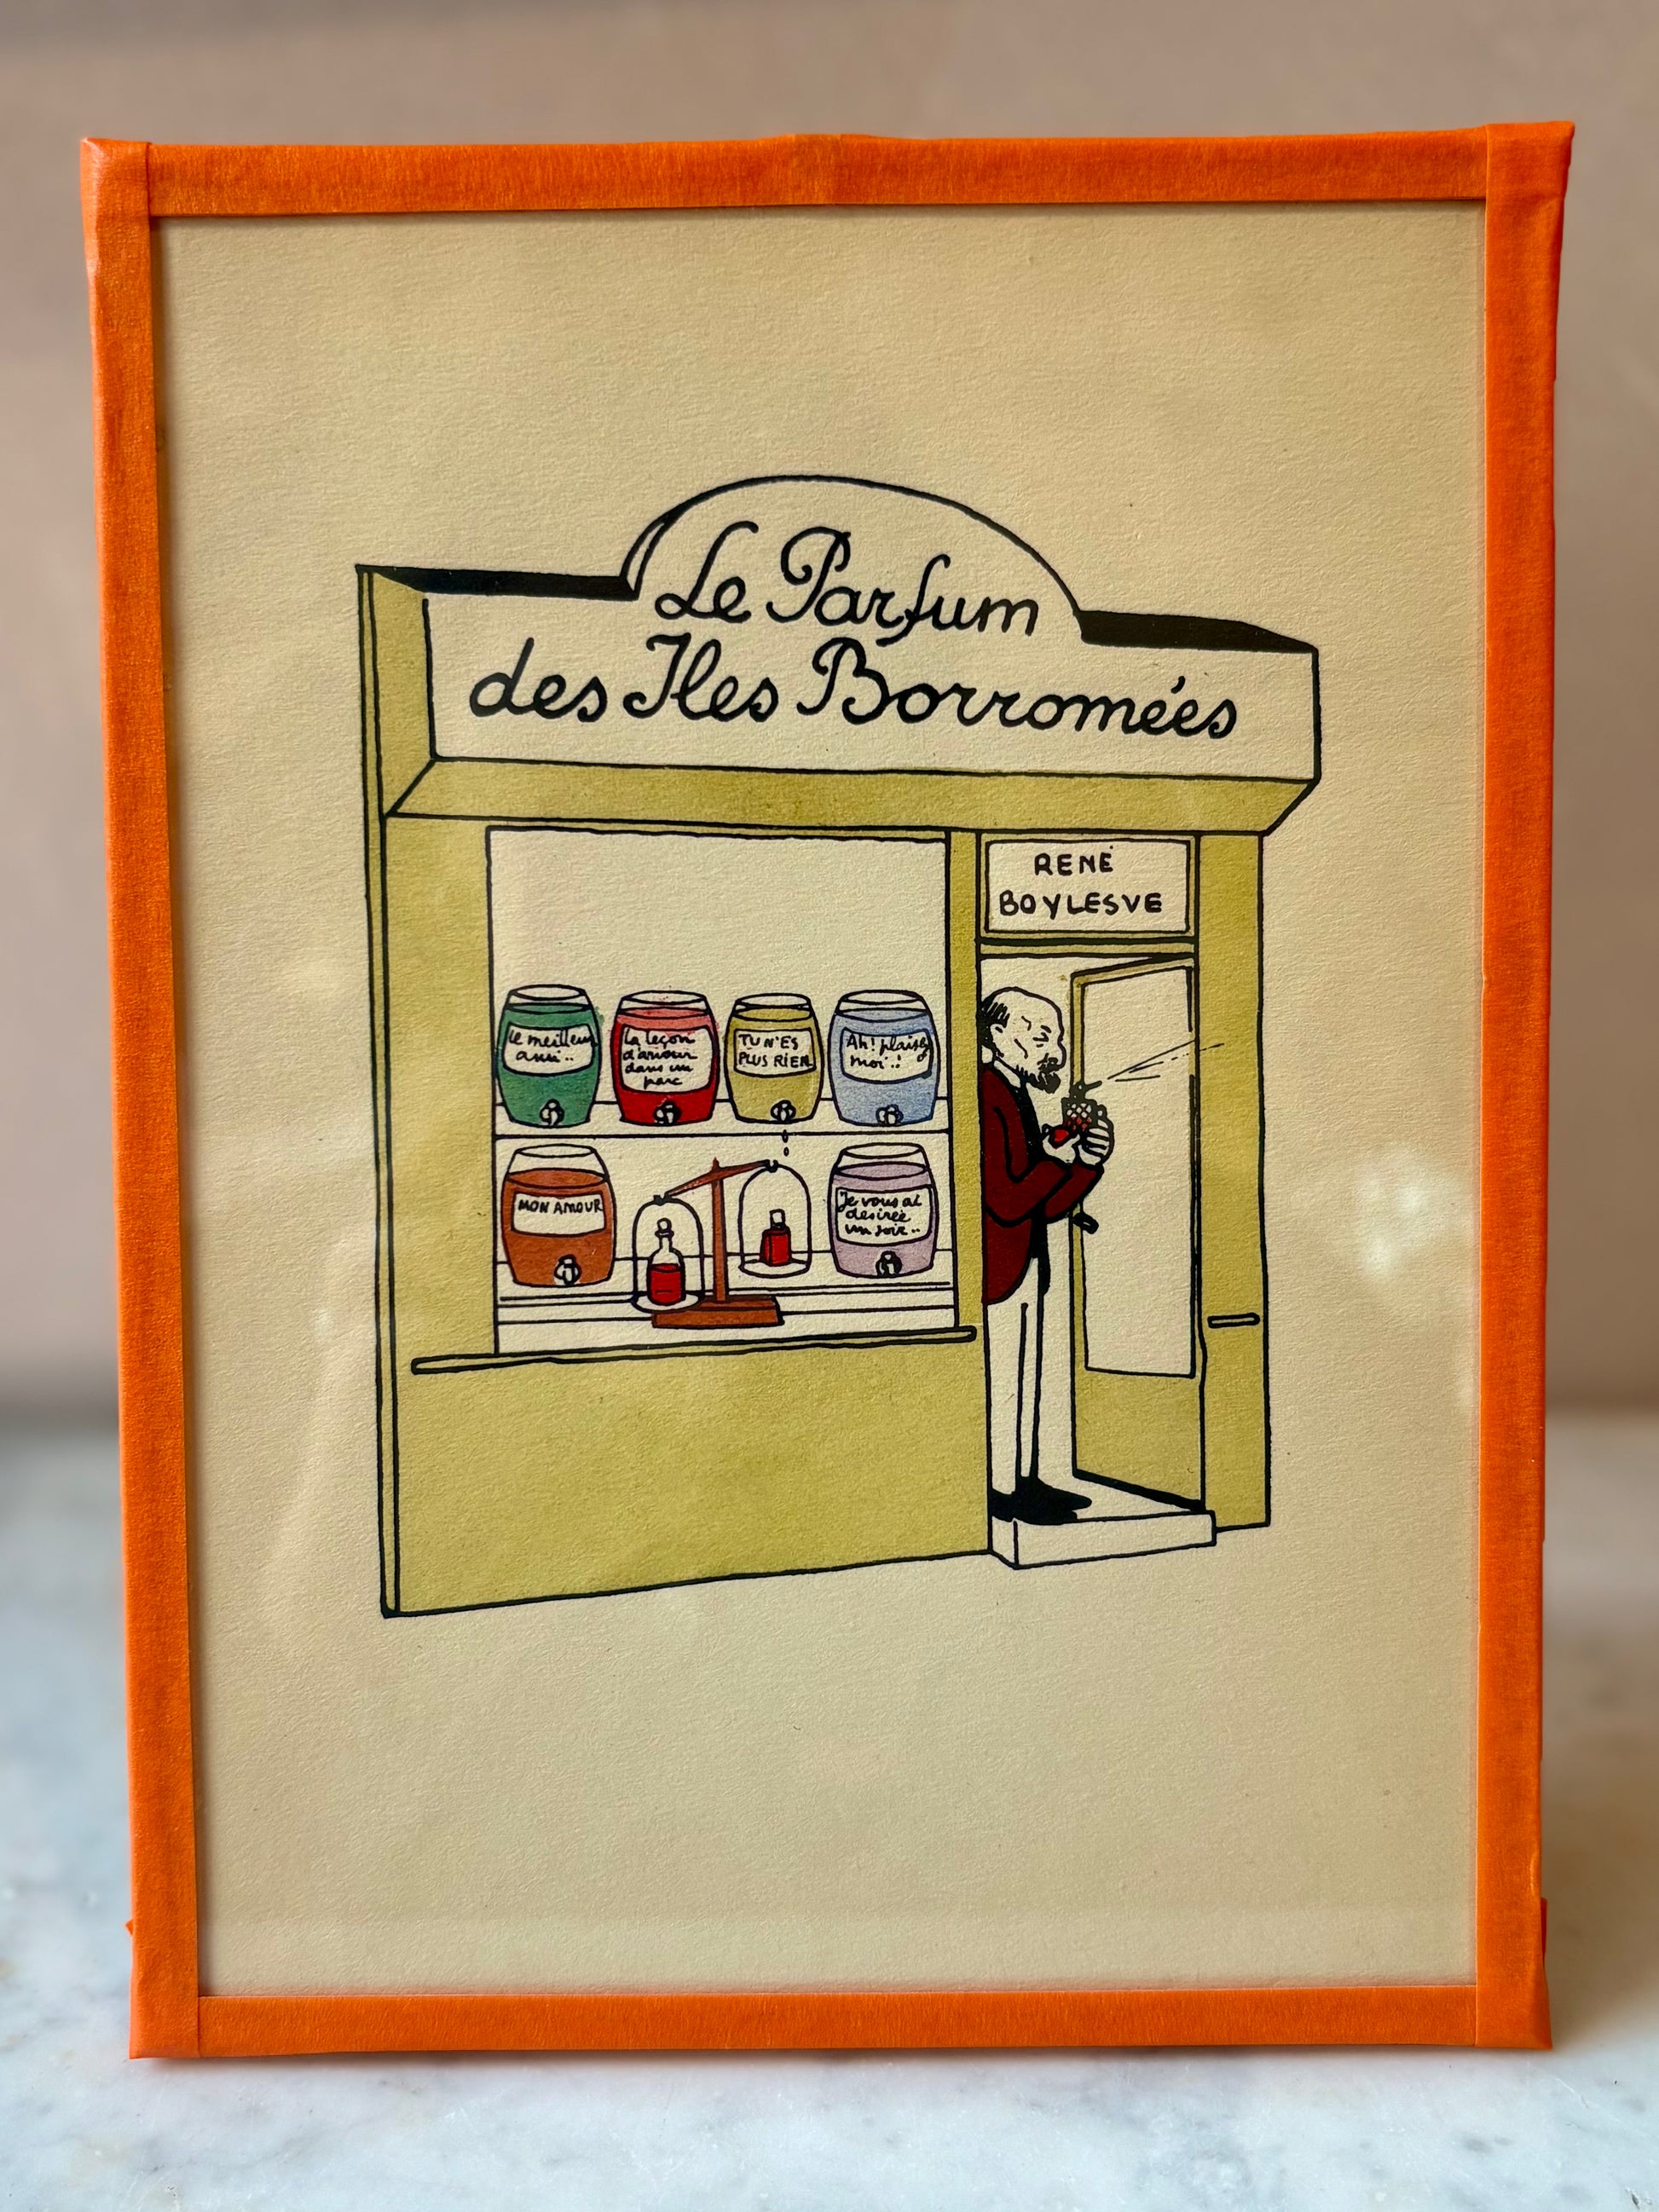 Le Parfum
des Iles Borromées
RENÉ
BOYLESVE
Le meilleur
ami..
La leçon
d'amour
dans un
parc
TU N'ES
PLUS RIEN
Ah! plaisez
moi..!
MON AMOUR
Je vous ai
désirée
un soir..